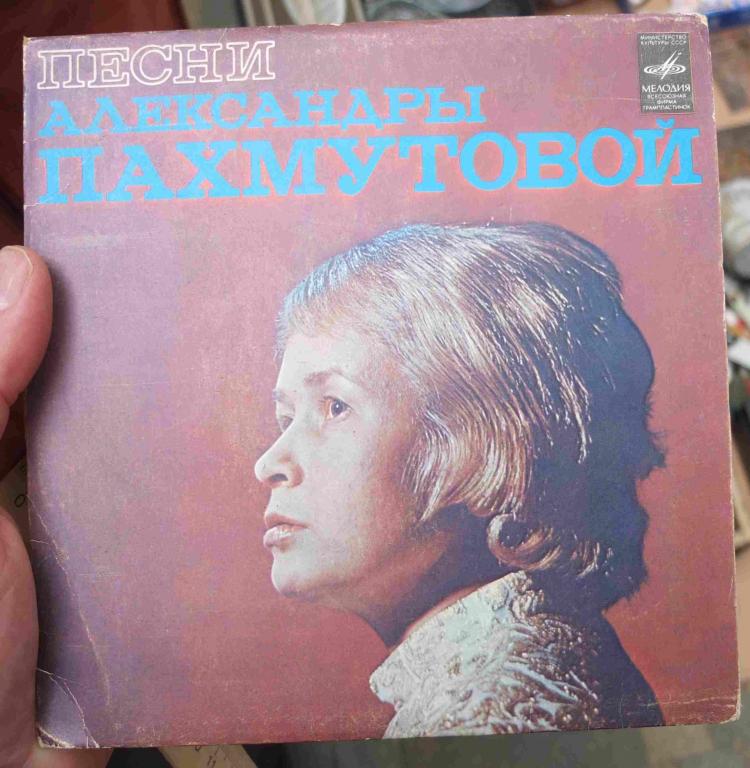 ПЕСНИ
АЛЕКСАНДРЫ
ПАХМУТОВОЙ
МИНИСТЕРСТВО
КУЛЬТУРЫ СССР
МЕЛОДИЯ
ВСЕСОЮЗНАЯ
ФИРМА
ГРАМПЛАСТИНОК